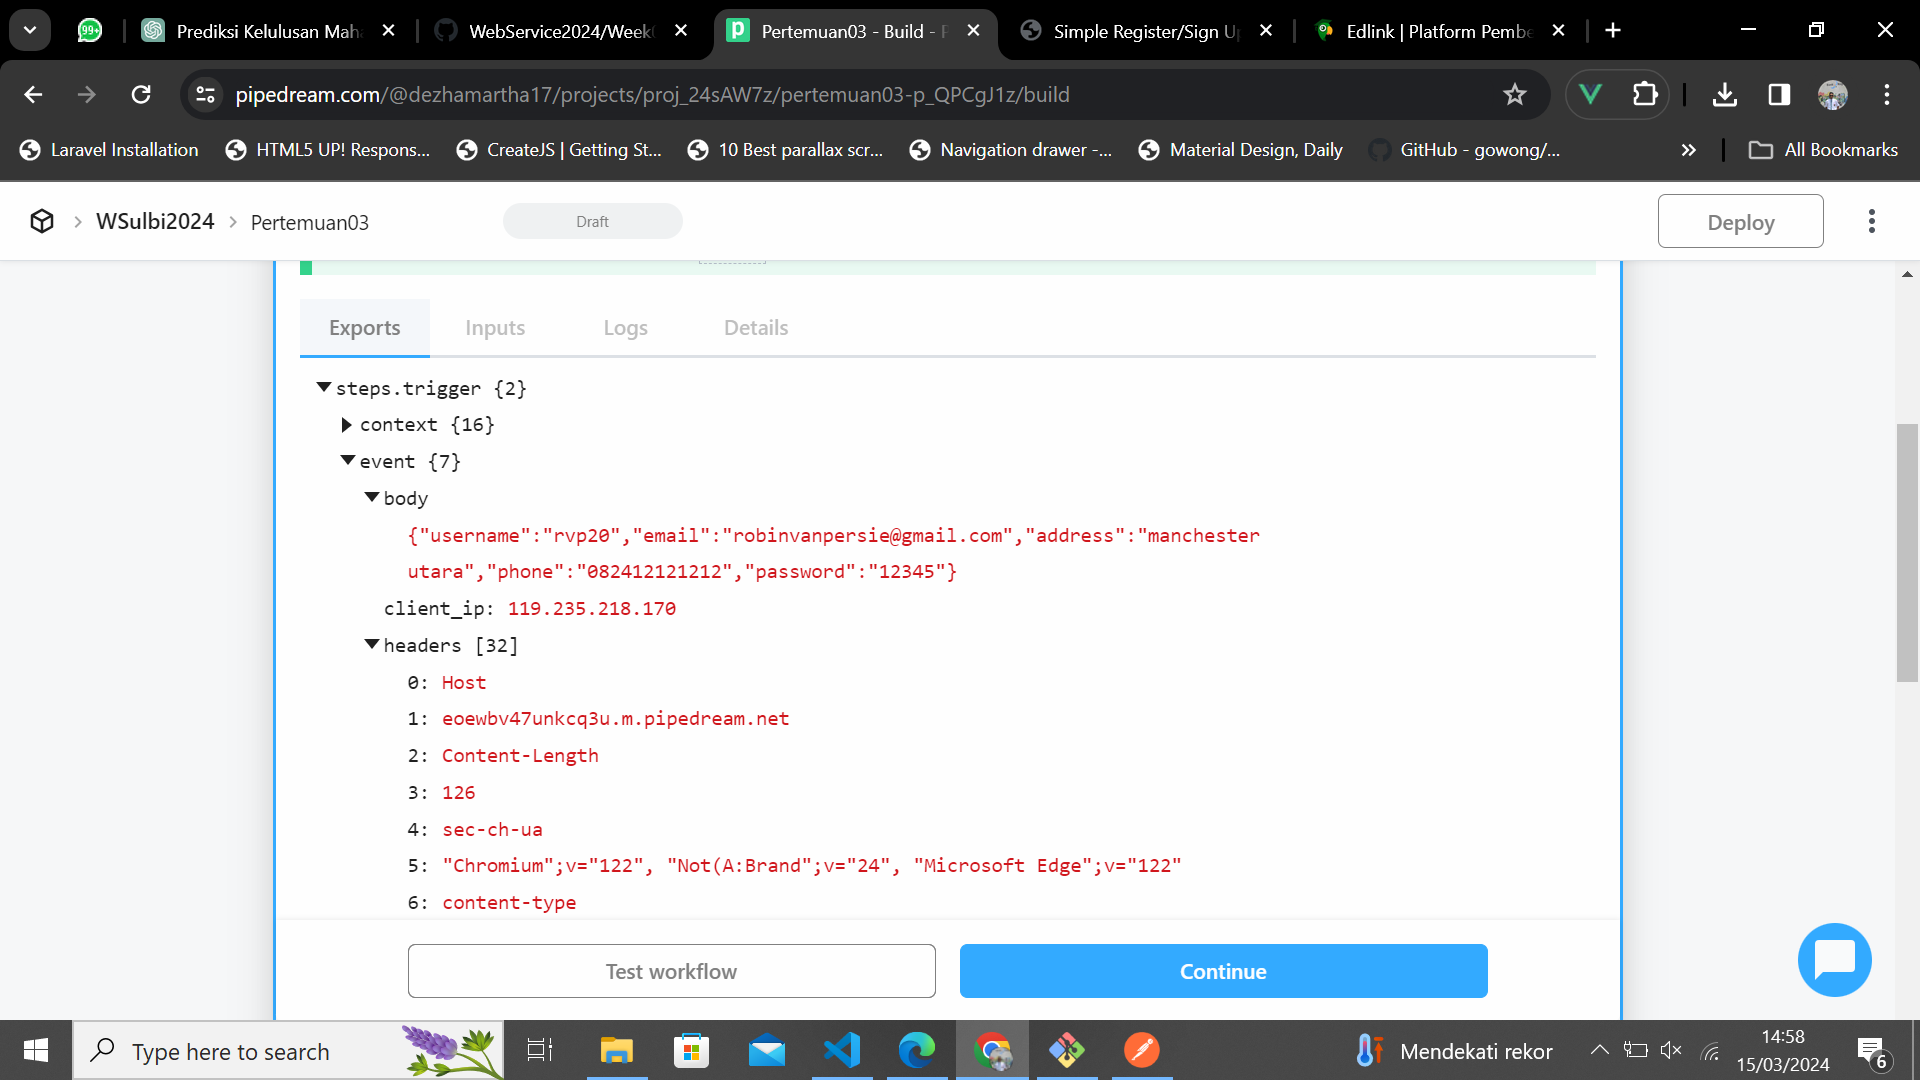 99+
Prediksi Kelulusan Mah
WebService2024/Week
Pertemuan03 - Build - P
Simple Register/Sign Up
Edlink | Platform Pembe
pipedream.com/@dezhamartha17/projects/proj_24sAW7z/pertemuan03-p_QPCgJ1z/build
Laravel Installation
HTML5 UP! Respons...
CreateJS | Getting St...
10 Best parallax scr...
Navigation drawer -...
Material Design, Daily
GitHub - gowong/...
All Bookmarks
WSulbi2024
Pertemuan03
Draft
Deploy
Exports
Inputs
Logs
Details
steps.trigger {2}
context {16}
event {7}
body
{"username":"rvp20","email":"robinvanpersie@gmail.com","address":"manchester
utara","phone":"082412121212","password":"12345"}
client_ip: 119.235.218.170
headers [32]
0: Host
1: eoewbv47unkcq3u.m.pipedream.net
2: Content-Length
3: 126
4: sec-ch-ua
5: "Chromium";v="122", "Not(A:Brand";v="24", "Microsoft Edge";v="122"
6: content-type
Test workflow
Continue
Type here to search
Mendekati rekor
14:58
15/03/2024
6